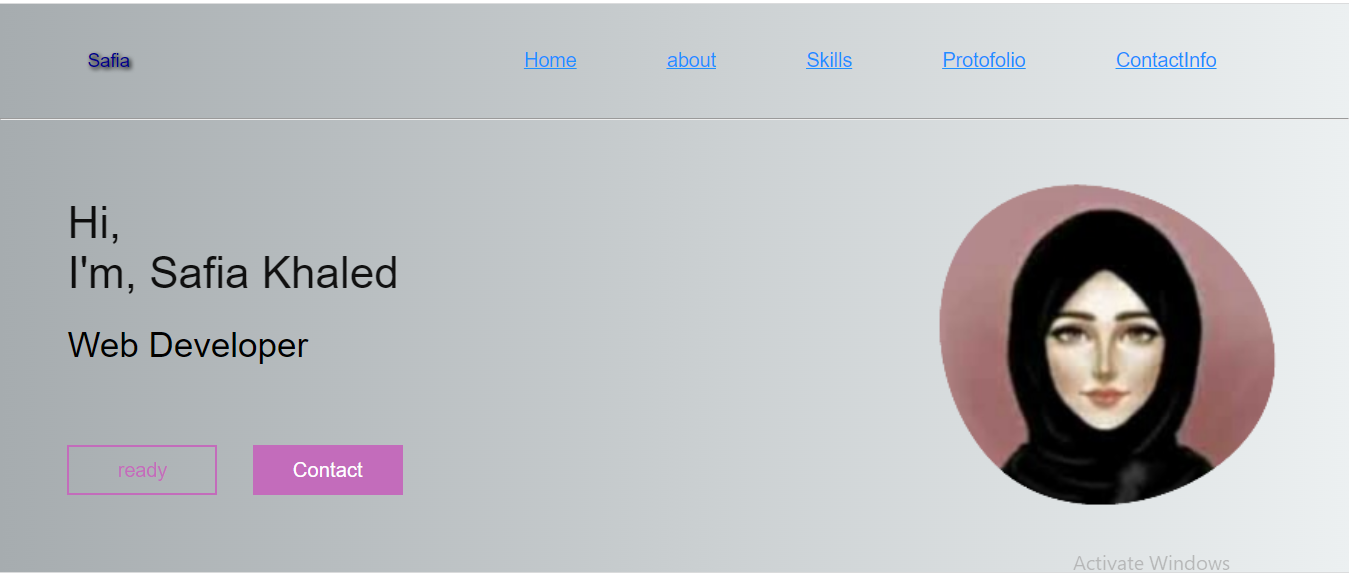 Safia
Home about Skills Protofolio ContactInfo
Hi,
I'm, Safia Khaled
Web Developer
ready Contact
Activate Windows